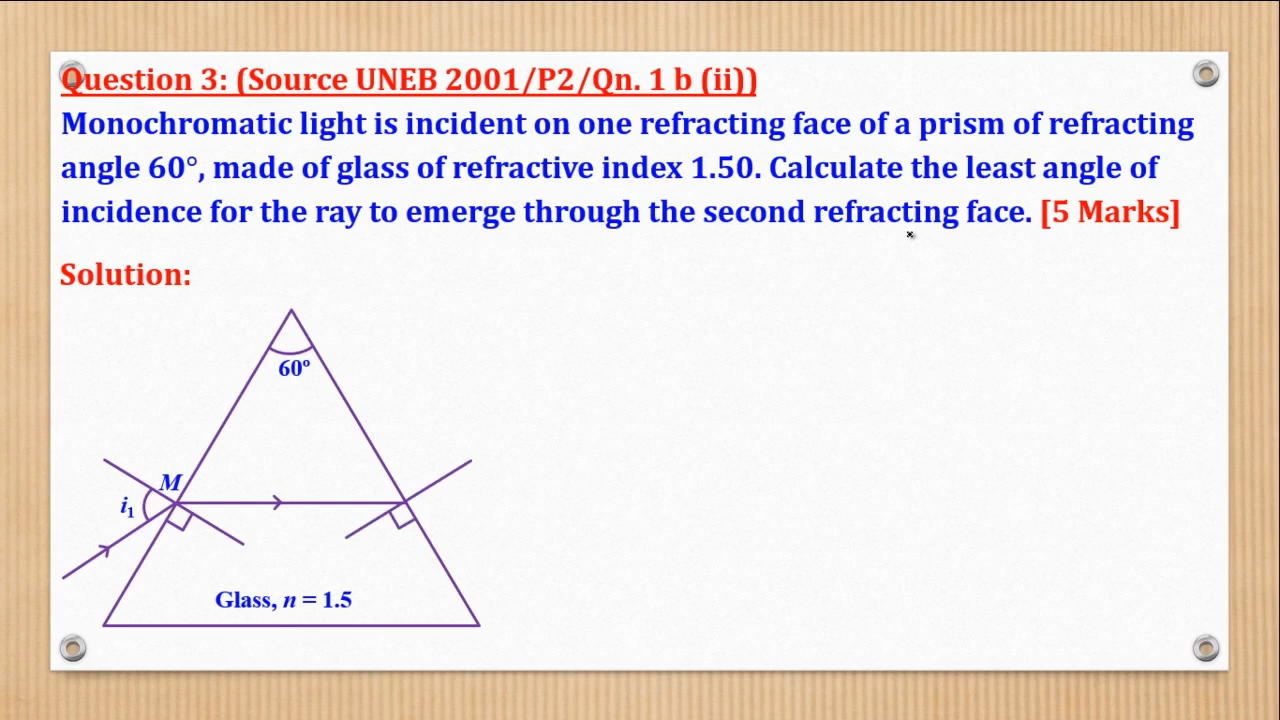 Question 3: (Source UNEB 2001/P2/Qn. 1 b (ii))
Monochromatic light is incident on one refracting face of a prism of refracting
angle 60°, made of glass of refractive index 1.50. Calculate the least angle of
incidence for the ray to emerge through the second refracting face. [5 Marks]
Solution:
60º
M
i₁
Glass, n = 1.5